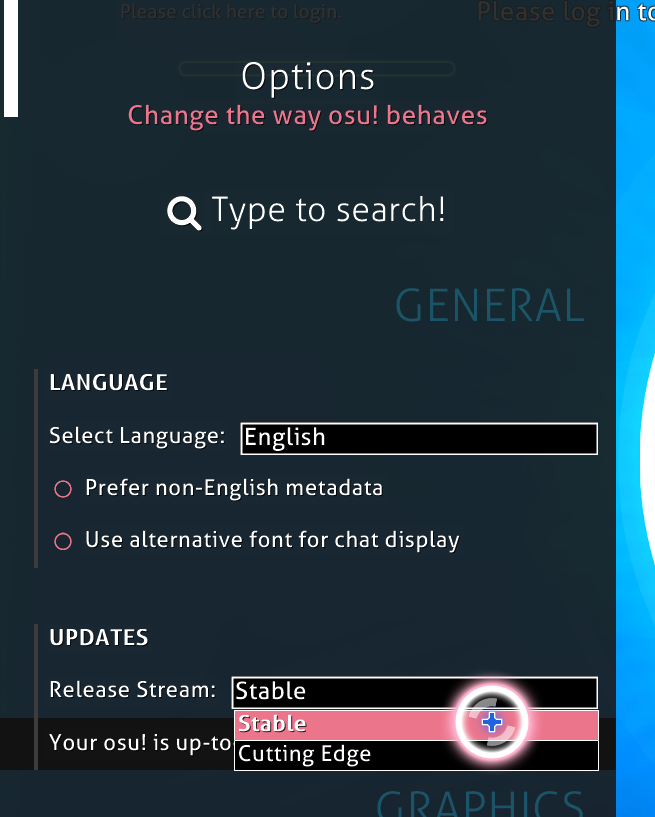 Please click here to login.
Please log in to
Options
Change the way osu! behaves
Type to search!
GENERAL
LANGUAGE
Select Language: English
Prefer non-English metadata
Use alternative font for chat display
UPDATES
Release Stream: Stable
Stable
Your osu! is up-to-
Cutting Edge
GRAPHICS